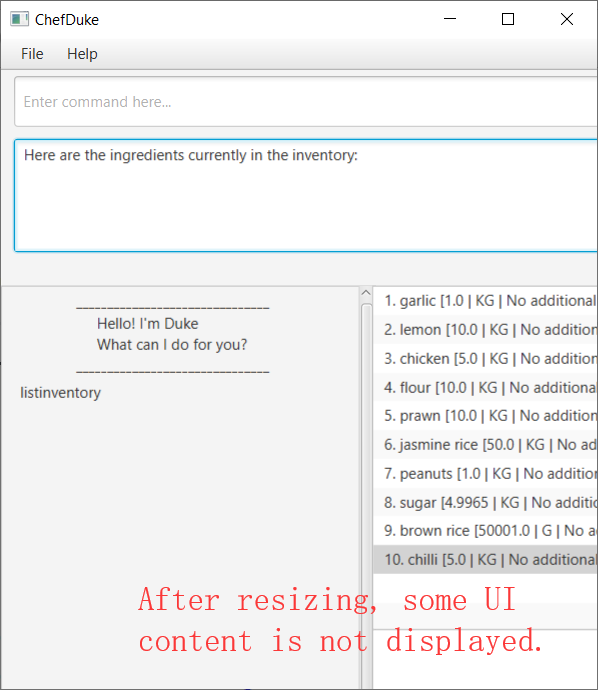 ChefDuke
File Help
Enter command here...
Here are the ingredients currently in the inventory:
_______________________________
Hello! I'm Duke
What can I do for you?
_______________________________
listinventory
1. garlic [1.0 | KG | No additional
2. lemon [10.0 | KG | No additiona
3. chicken [5.0 | KG | No additiona
4. flour [10.0 | KG | No additional
5. prawn [10.0 | KG | No additiona
6. jasmine rice [50.0 | KG | No ad
7. peanuts [1.0 | KG | No addition
8. sugar [4.9965 | KG | No additio
9. brown rice [50001.0 | G | No a
10. chilli [5.0 | KG | No additional
After resizing, some UI
content is not displayed.